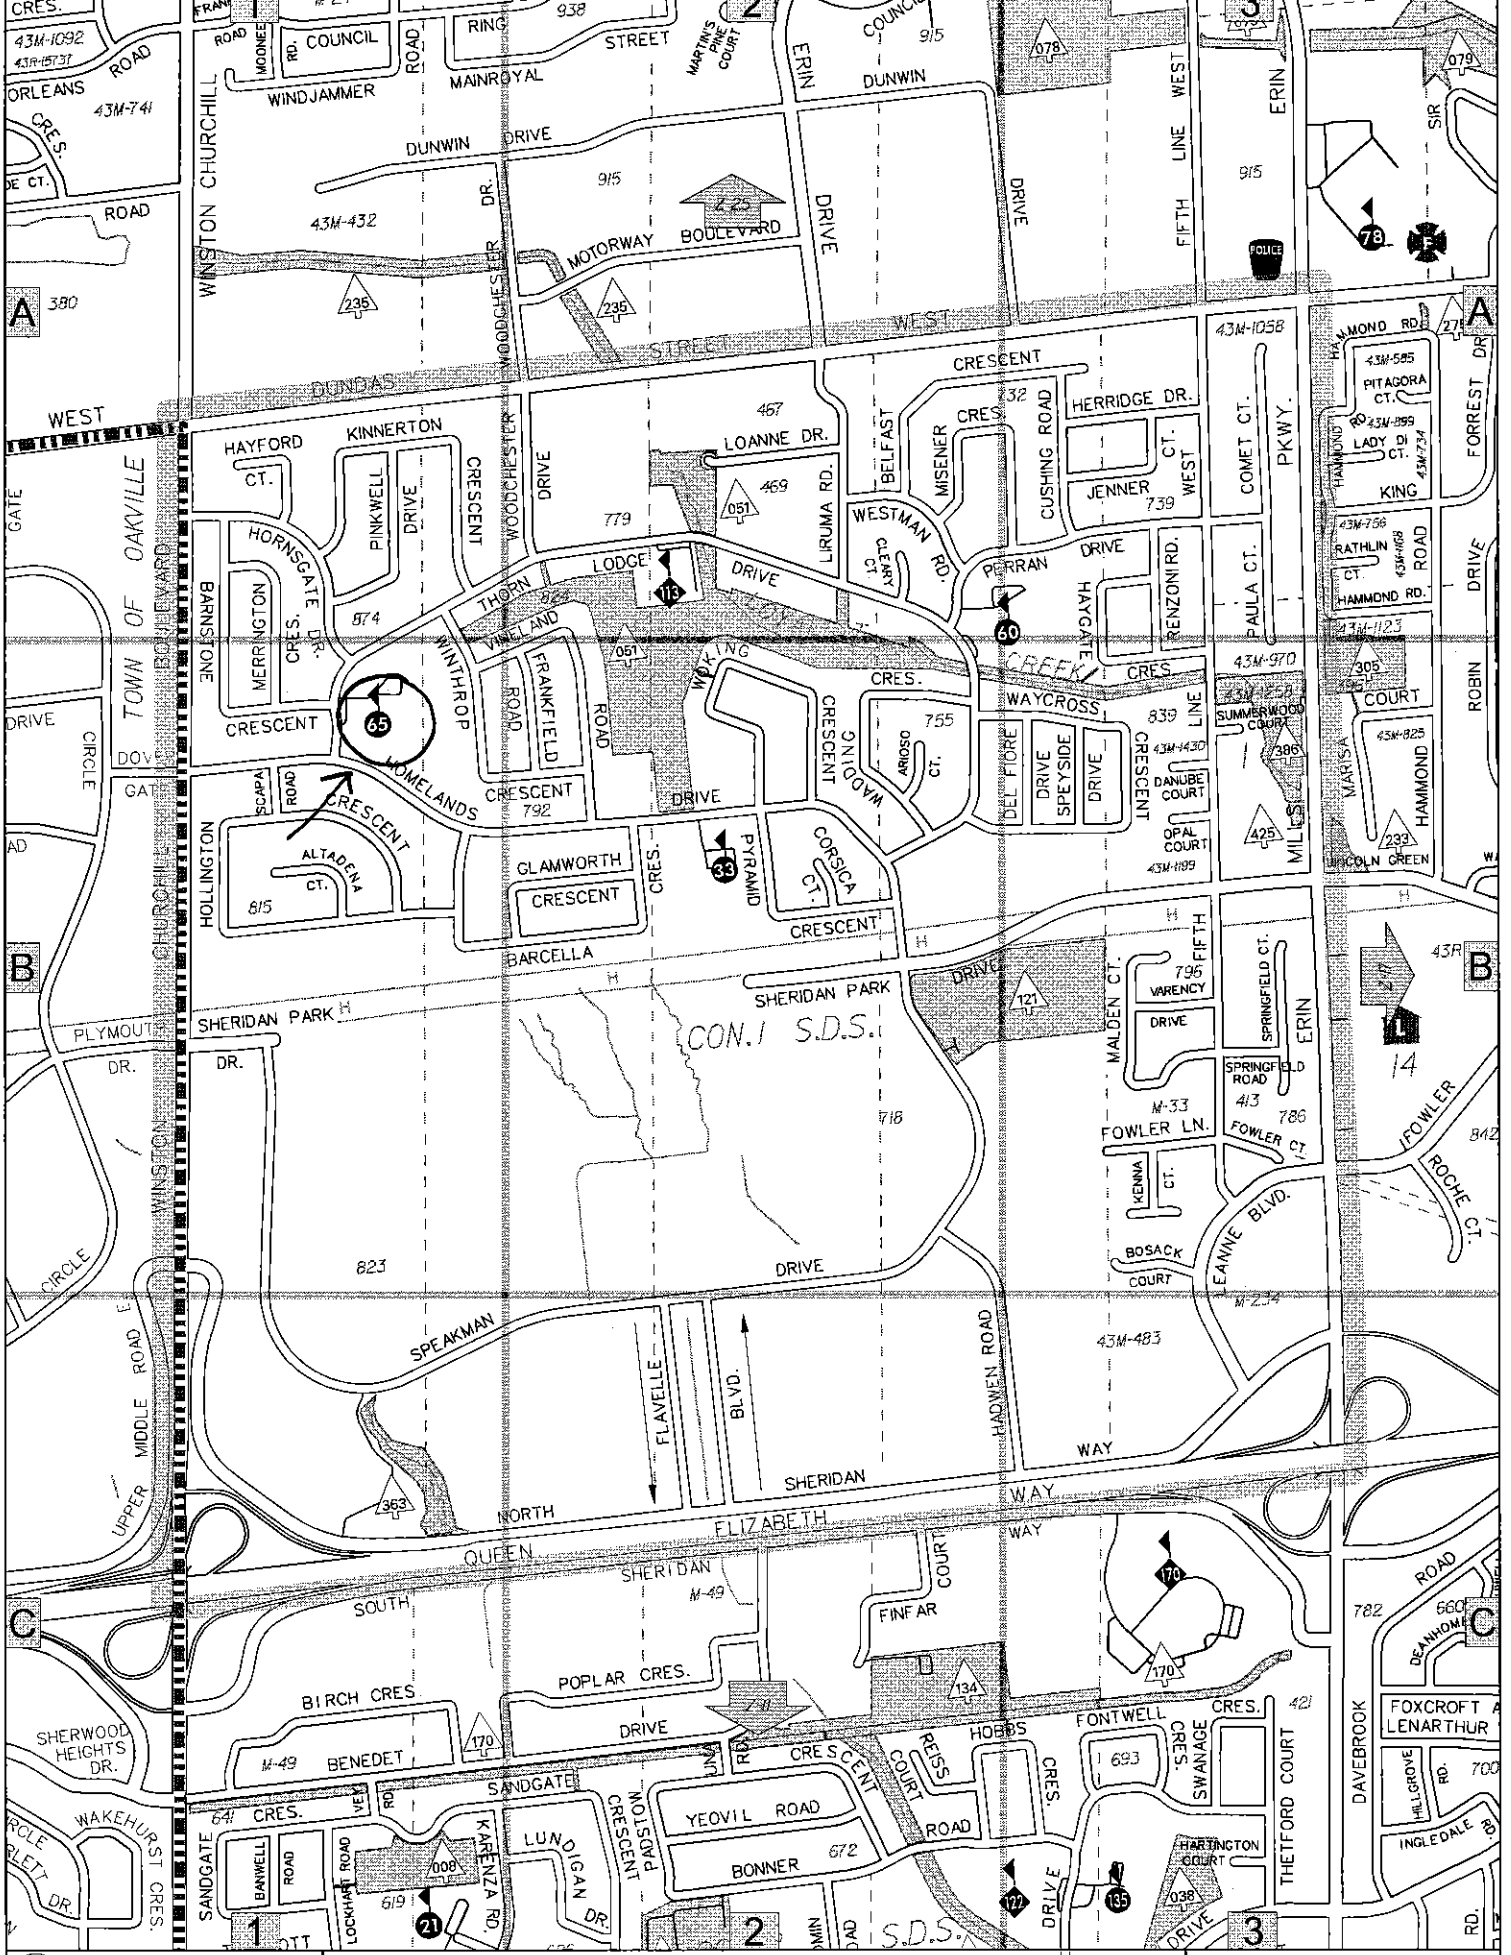 CRES.
1
938
2
COUNCIL
3
43M-1092
43R-15737
ROAD
ROAD
MOONEE
RD.
COUNCIL
ROAD
RING
STREET
MARTIN'S
PINE
COURT
ERIN
915
078
WEST
ERIN
079
ORLEANS
WINDJAMMER
MAINROYAL
DUNWIN
43M-741
CRES.
WINSTON CHURCHILL
DUNWIN
DRIVE
LINE
SIR
DE CT.
ROAD
43M-432
DR.
915
DRIVE
DRIVE
FIFTH
915
MOTORWAY
BOULEVARD
POLICE
78
F
A
380
235
235
WOODCHESTER
A
DUNDAS
STREET
WEST
43M-1058
HAMMOND RD.
43M-585
PITAGORA
CT.
DR.
WEST
HAYFORD
CT.
KINNERTON
467
LOANNE DR.
CRESCENT
BELFAST
MISENER
CRES.
732
CUSHING ROAD
HERRIDGE DR.
CT.
COMET CT.
PKWY.
HAMMOND
RD.
43M-899
LADY DI
CT.
43M-734
FORREST
GATE
TOWN OF OAKVILLE
PINKWELL
DRIVE
CRESCENT
WOODCHESTER
DRIVE
779
051
469
LIRUMA RD.
WESTMAN
RD.
CLEARY
CT.
JENNER
739
WEST
KING
43M-756
RATHLIN
CT.
43M-1168
ROAD
DRIVE
HORNSGATE
DR.
BARNSTONE
MERRINGTON
CRES.
874
THORN
LODGE
113
DRIVE
PERRAN
DRIVE
HAYGATE
RENZONI RD.
PAULA CT.
HAMMOND RD.
43M-1123
VINELAND
WINTHROP
051
WOKING
60
CREEK
CRES.
43M-970
305
COURT
ROBIN
DRIVE
CIRCLE
BOULEVARD
CRESCENT
65
ROAD
FRANKFIELD
ROAD
CRES.
CRESCENT
WADDING
755
ARIOSO
CT.
WAYCROSS
DEL FIORE
DRIVE
SPEYSIDE
DRIVE
CRESCENT
839
LINE
43M-1258
SUMMERWOOD
COURT
386
43M-1430
DANUBE
COURT
MARISA
43M-825
HAMMOND
GATE
SCAPA
ROAD
HOMELANDS
CRESCENT
CRESCENT
792
DRIVE
OPAL
COURT
425
MILLS
233
LINCOLN GREEN
43M-1199
AD
HOLLINGTON
ALTADENA
CT.
815
GLAMWORTH
CRESCENT
CRES.
33
PYRAMID
CORSICA
CT.
CRESCENT
B
CHURCHILL
BARCELLA
H
H
H
H
FIFTH
SPRINGFIELD CT.
43R
B
PLYMOUTH
DR.
SHERIDAN PARK
H
DR.
SHERIDAN PARK
DRIVE
121
MALDEN CT.
796
VARENCY
DRIVE
ERIN
L
14
CON.1 S.D.S.
SPRINGFIELD
ROAD
413
M-33
786
718
FOWLER LN.
FOWLER CT.
FOWLER
842
WINSTON
KENNA
CT.
ROCHE CT.
LEANNE BLVD.
BOSACK
COURT
CIRCLE
823
DRIVE
M-234
UPPER MIDDLE ROAD E
SPEAKMAN
FLAVELLE
BLVD.
HADWEN ROAD
43M-483
363
NORTH
SHERIDAN
WAY
QUEEN
ELIZABETH
WAY
SOUTH
SHERIDAN
WAY
M-49
COURT
FINFAR
170
ROAD
C
782
660
C
DEANHOME
POPLAR CRES.
134
170
BIRCH CRES.
SHERWOOD
HEIGHTS
DR.
170
DRIVE
M-49
BENEDET
CRESCENT
REISS
COURT
HOBBS
CRES.
FONTWELL
693
CRES.
SWANAGE
CRES.
421
THETFORD COURT
DAVEBROOK
FOXCROFT
LENARTHUR
HILLGROVE
RD.
700
641
CRES.
RD.
SANDGATE
WAKEHURST CRES.
SANDGATE
BANWELL
ROAD
LOCKHART ROAD
008
KARENZA RD.
LUNDIGAN
DR.
PADSTOW
CRESCENT
YEOVIL ROAD
BONNER
672
ROAD
HARTINGTON
COURT
INGLEDALE
RD.
DR.
619
21
122
DRIVE
135
038
DRIVE
RD.
1
2
S.D.S.
3